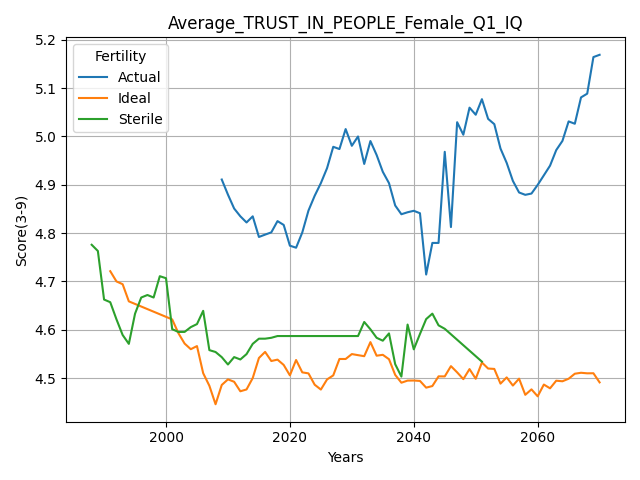 Average_TRUST_IN_PEOPLE_Female_Q1_IQ
Fertility
Actual
Ideal
Sterile
Score(3-9)
5.2
5.1
5.0
4.9
4.8
4.7
4.6
4.5
2000
2020
2040
2060
Years